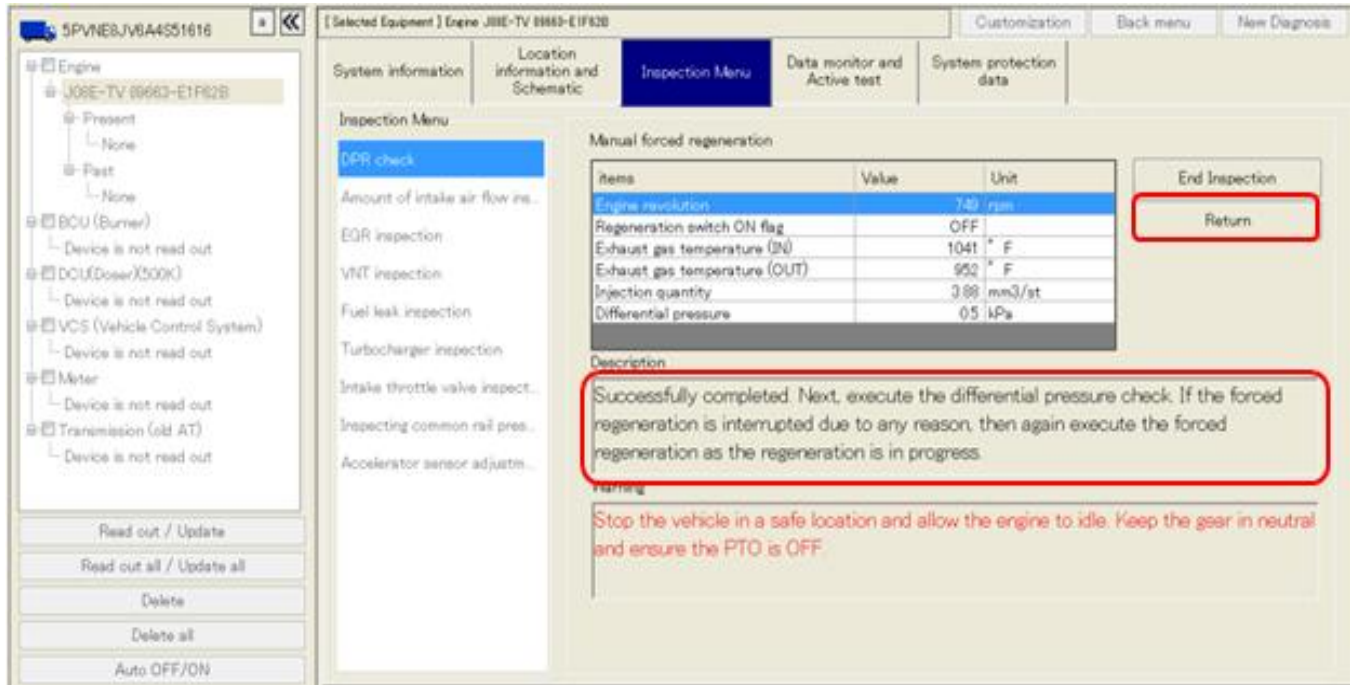 5PVNE8JV6A4S51616
[ Selected Equipment ] Engine J08E-TV 89663-E1F62B
Customization
Back menu
New Diagnosis
Engine
J08E-TV 89663-E1F62B
Present
None
Past
None
BCU (Burner)
Device is not read out
DCU(Doser)(500K)
Device is not read out
VCS (Vehicle Control System)
Device is not read out
Meter
Device is not read out
Transmission (old AT)
Device is not read out
Read out / Update
Read out all / Update all
Delete
Delete all
Auto OFF/ON
System information
Location
information and
Schematic
Inspection Menu
Data monitor and
Active test
System protection
data
Inspection Menu
DPR check
Amount of intake air flow ins...
EGR inspection
VNT inspection
Fuel leak inspection
Turbocharger inspection
Intake throttle valve inspect...
Inspecting common rail pres...
Accelerator sensor adjustm...
Manual forced regeneration
items Value Unit
Engine revolution 749 rpm
Regeneration switch ON flag OFF
Exhaust gas temperature (IN) 1041 ° F
Exhaust gas temperature (OUT) 952 ° F
Injection quantity 3.88 mm3/st
Differential pressure 0.5 kPa
End Inspection
Return
Description
Successfully completed. Next, execute the differential pressure check. If the forced
regeneration is interrupted due to any reason, then again execute the forced
regeneration as the regeneration is in progress.
Warning
Stop the vehicle in a safe location and allow the engine to idle. Keep the gear in neutral
and ensure the PTO is OFF.